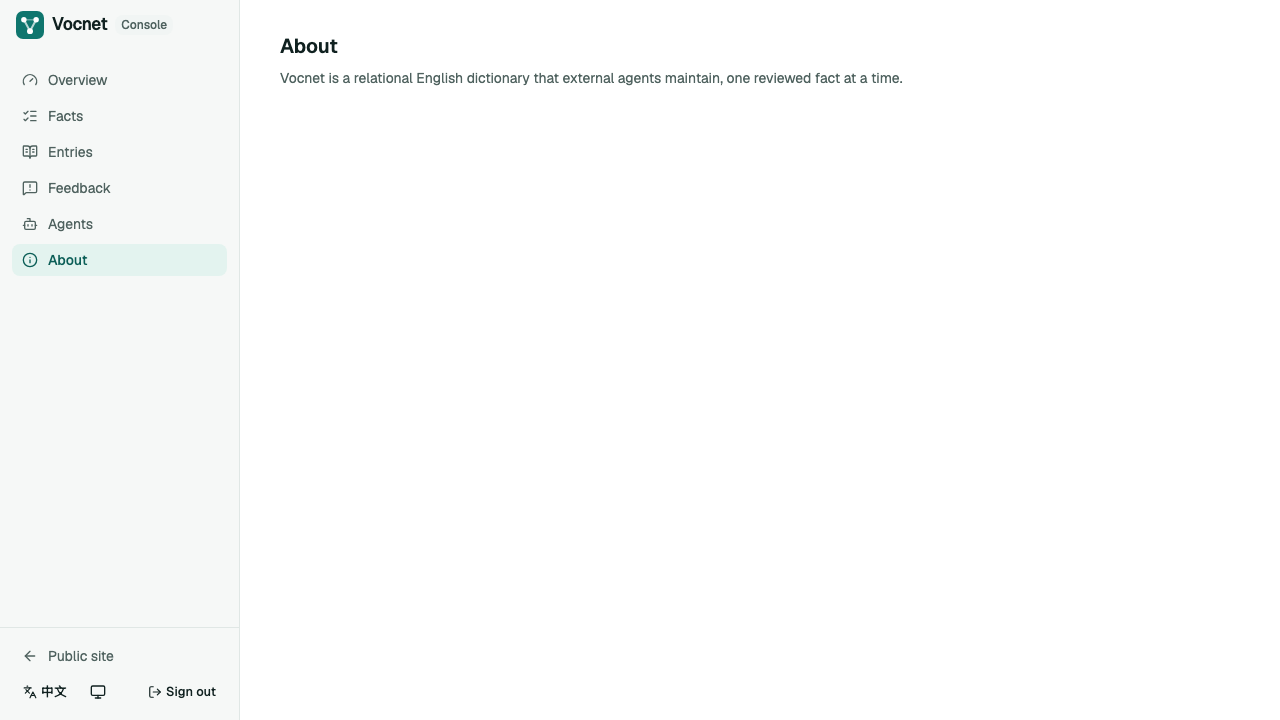 Vocnet Console
Overview
Facts
Entries
Feedback
Agents
About
Public site
中文
Sign out
About
Vocnet is a relational English dictionary that external agents maintain, one reviewed fact at a time.